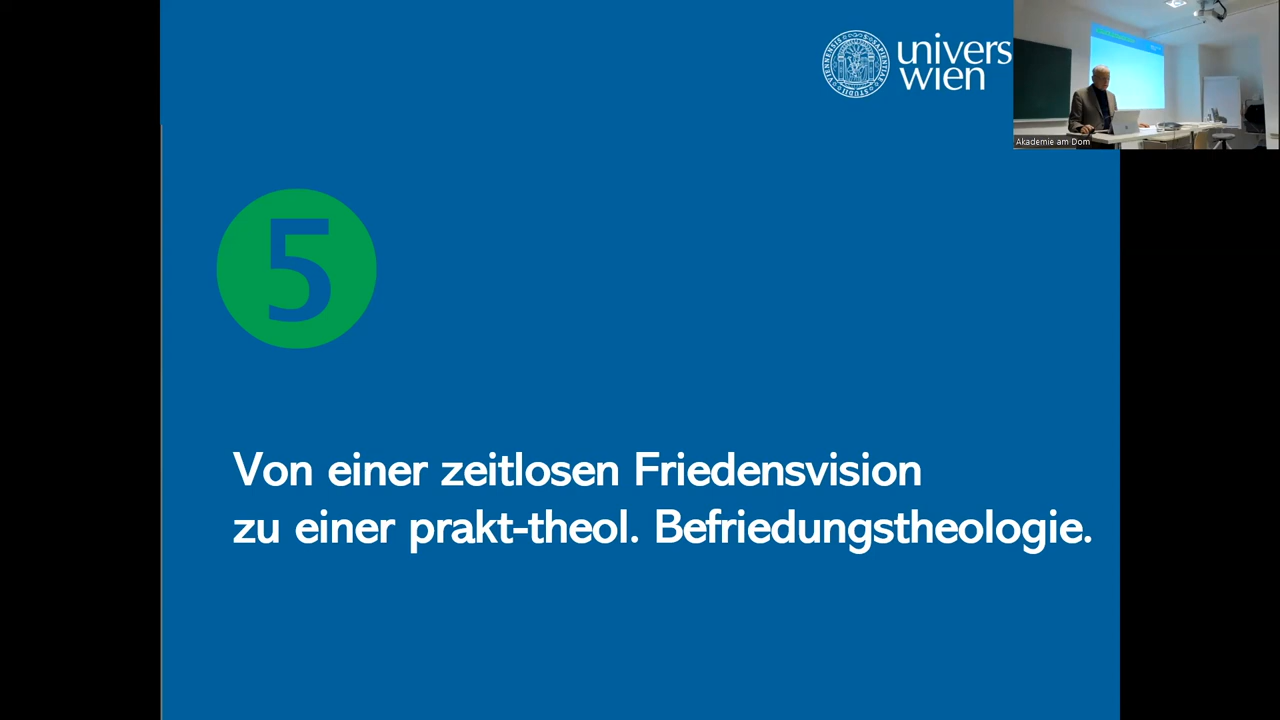 univers
wien
Akademie am Dom
5
Von einer zeitlosen Friedensvision
zu einer prakt-theol. Befriedungstheologie.